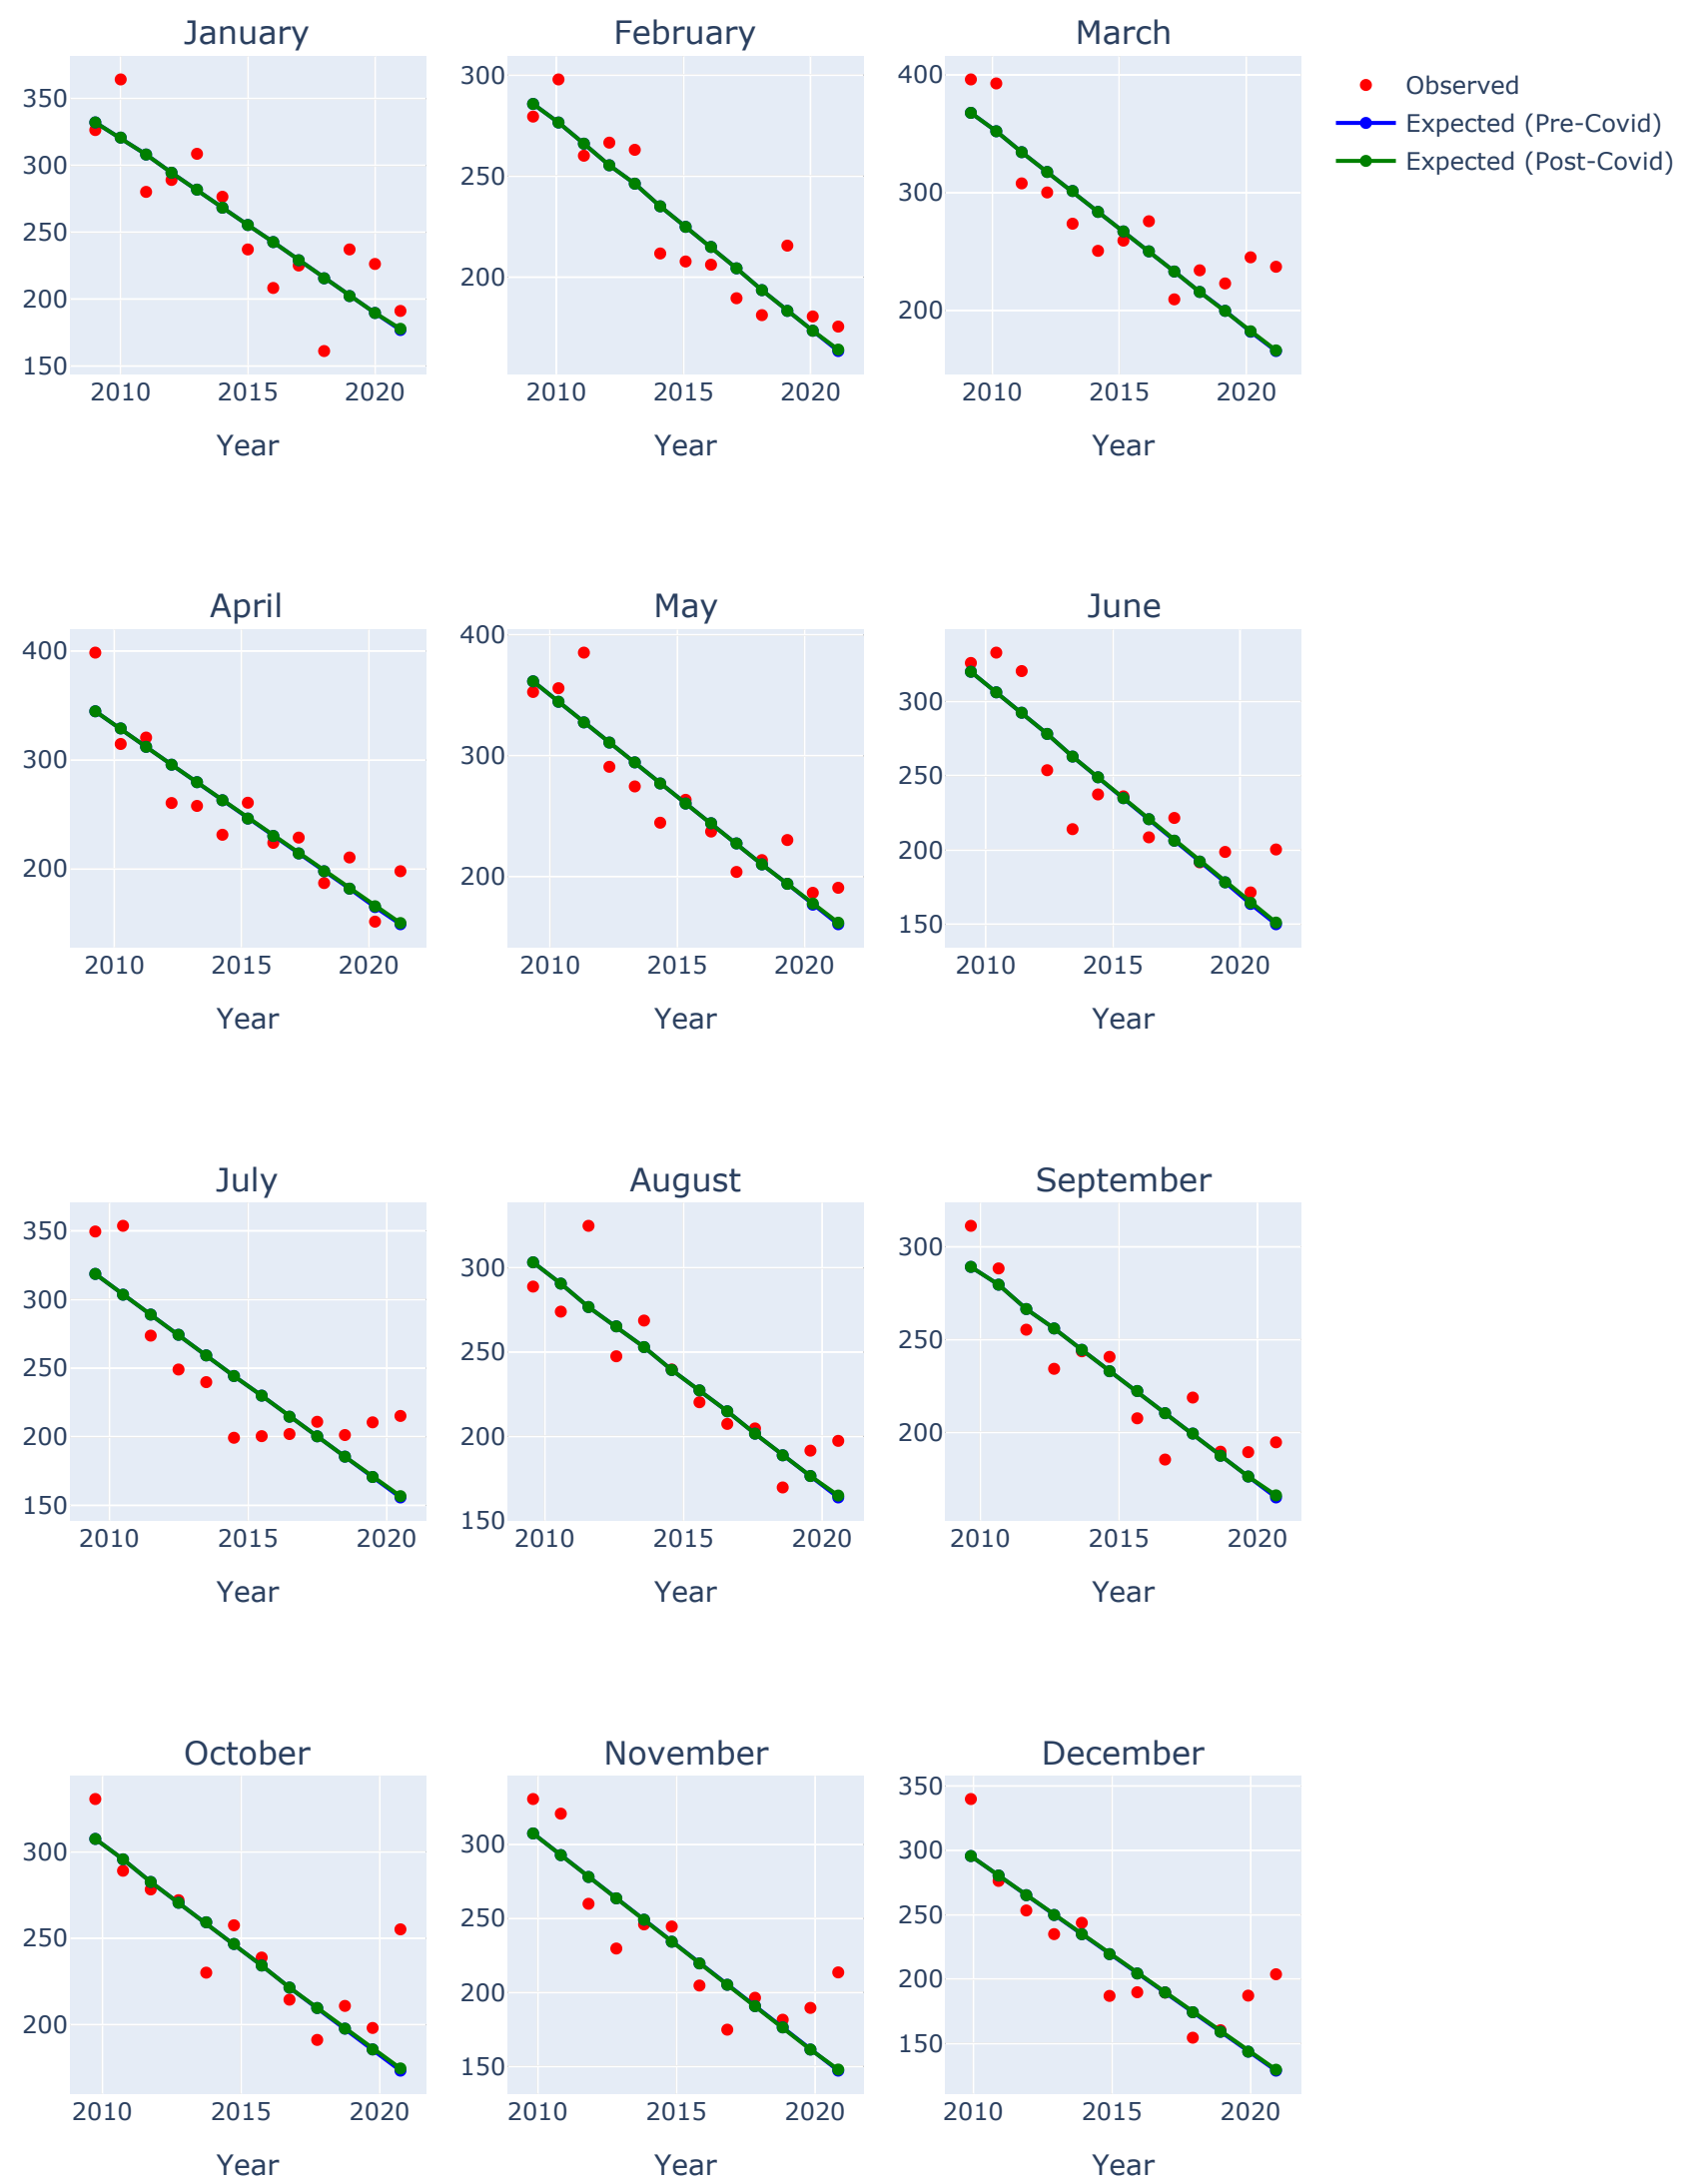 January February March
350
300
250
200
150
2010 2015 2020
Year
300
250
200
2010 2015 2020
Year
400
300
200
2010 2015 2020
Year
Observed
Expected (Pre-Covid)
Expected (Post-Covid)
April May June
400
300
200
2010 2015 2020
Year
400
300
200
2010 2015 2020
Year
300
250
200
150
2010 2015 2020
Year
July August September
350
300
250
200
150
2010 2015 2020
Year
300
250
200
150
2010 2015 2020
Year
300
250
200
2010 2015 2020
Year
October November December
300
250
200
2010 2015 2020
Year
300
250
200
150
2010 2015 2020
Year
350
300
250
200
150
2010 2015 2020
Year